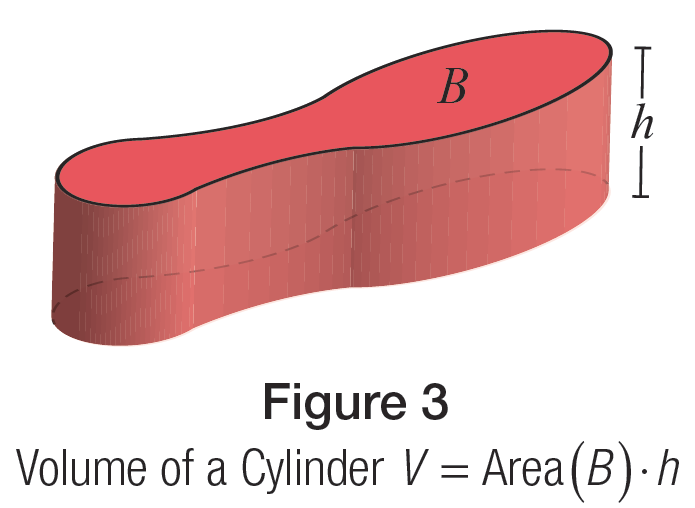 B
h
Figure 3
Volume of a Cylinder V = Area(B) · h